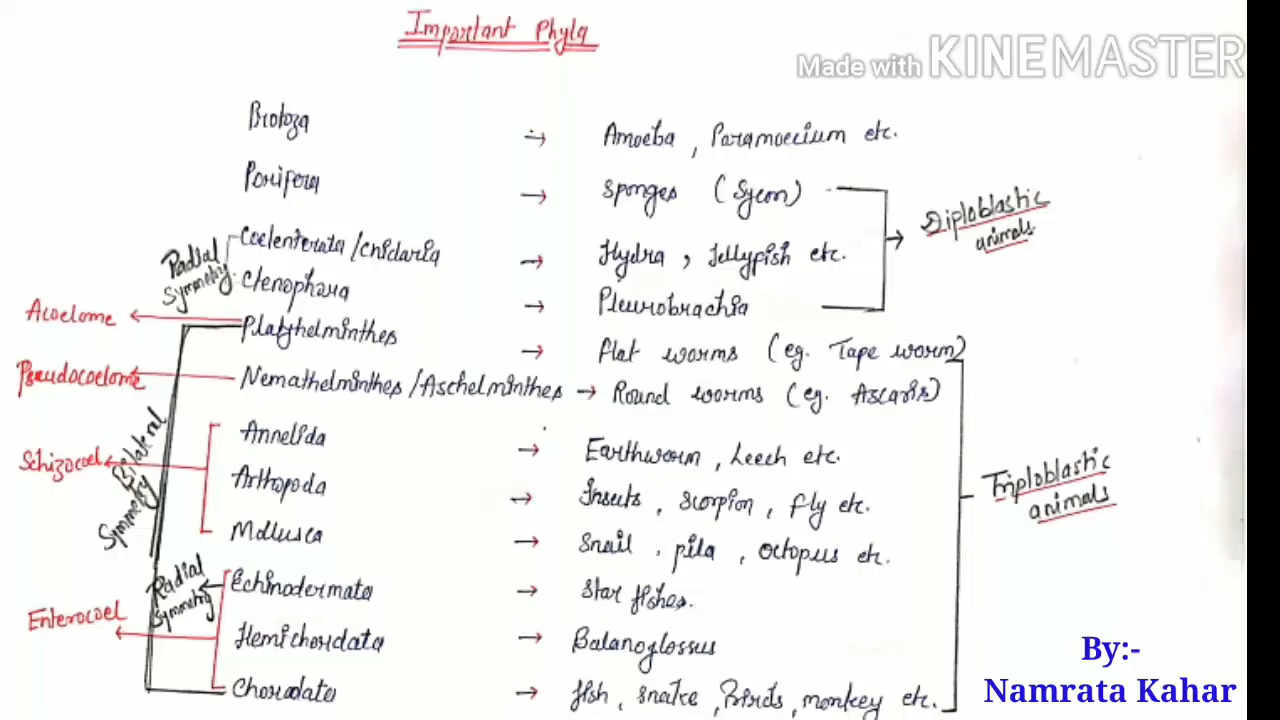 Important Phyla
Made with KINEMASTER
Protoza → Amoeba, Paramoecium etc.
Porifera → Sponges (Sycon)
Diploblastic animals
Radial Symmetry
Coelenterata/Cnidaria → Hydra, Jellyfish etc.
Ctenophara → Pleurobrachia
Acoelome
Platyhelminthes → flat worms (eg. Tape worm)
Pseudocoelome
Nemathelminthes/Aschelminthes → Round worms (eg. Ascaris)
Bilateral Symmetry
Annelida → Earthworm, Leech etc.
Schizocoel
Arthopoda → Insects, scorpion, fly etc.
Triploblastic animals
Mollusca → Snail, pila, octopus etc.
Radial Symmetry
Echinodermata → Star fishes.
Enterocoel
Hemichordata → Balanoglossus
Chordata → fish, snake, Birds, monkey etc.
By:-
Namrata Kahar